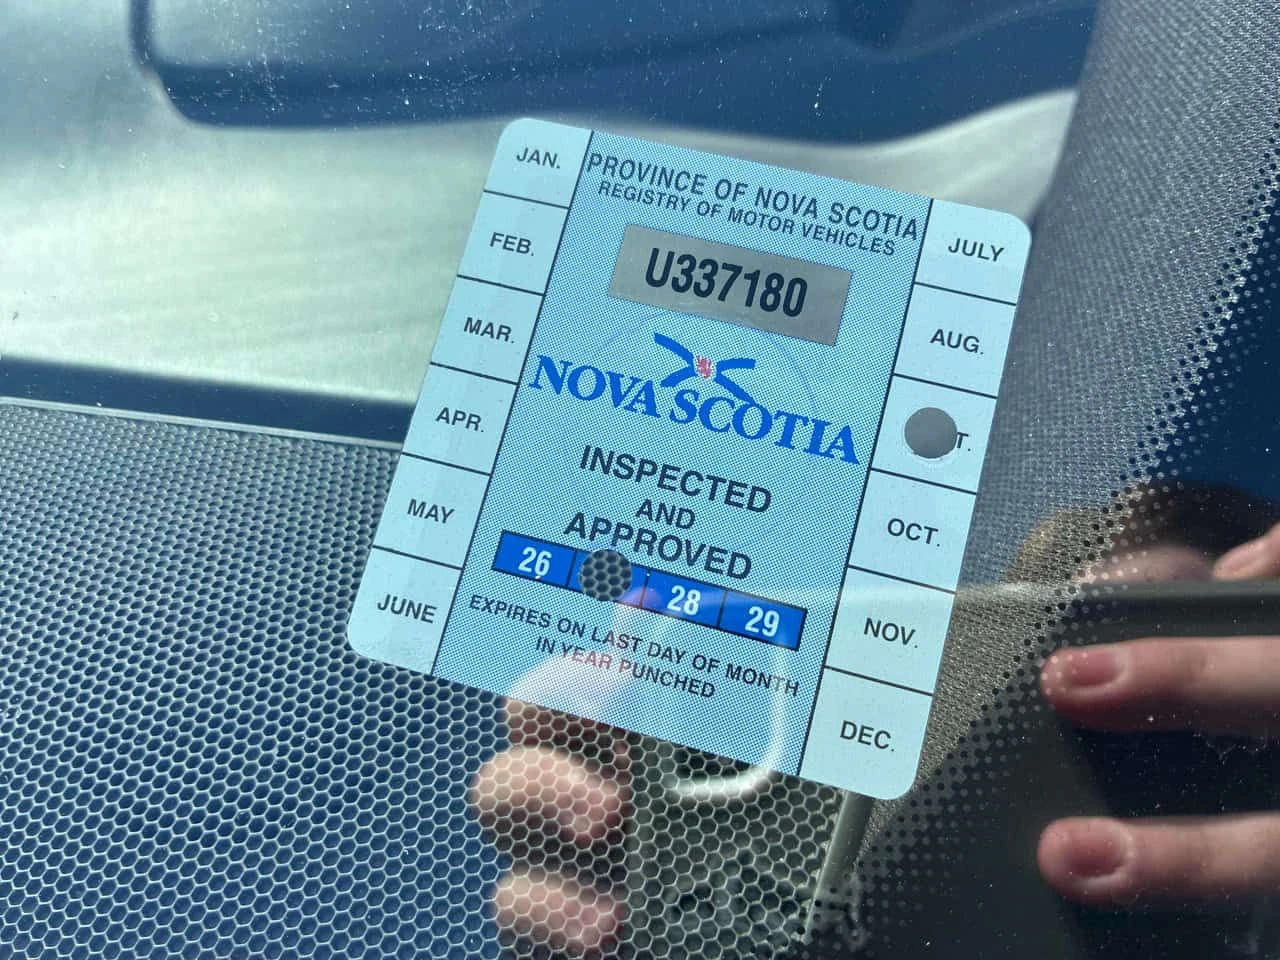 JAN.
FEB.
MAR.
APR.
MAY
JUNE
PROVINCE OF NOVA SCOTIA
REGISTRY OF MOTOR VEHICLES
U337180
NOVA SCOTIA
INSPECTED
AND
APPROVED
26 28 29
EXPIRES ON LAST DAY OF MONTH
IN YEAR PUNCHED
JULY
AUG.
T.
OCT.
NOV.
DEC.